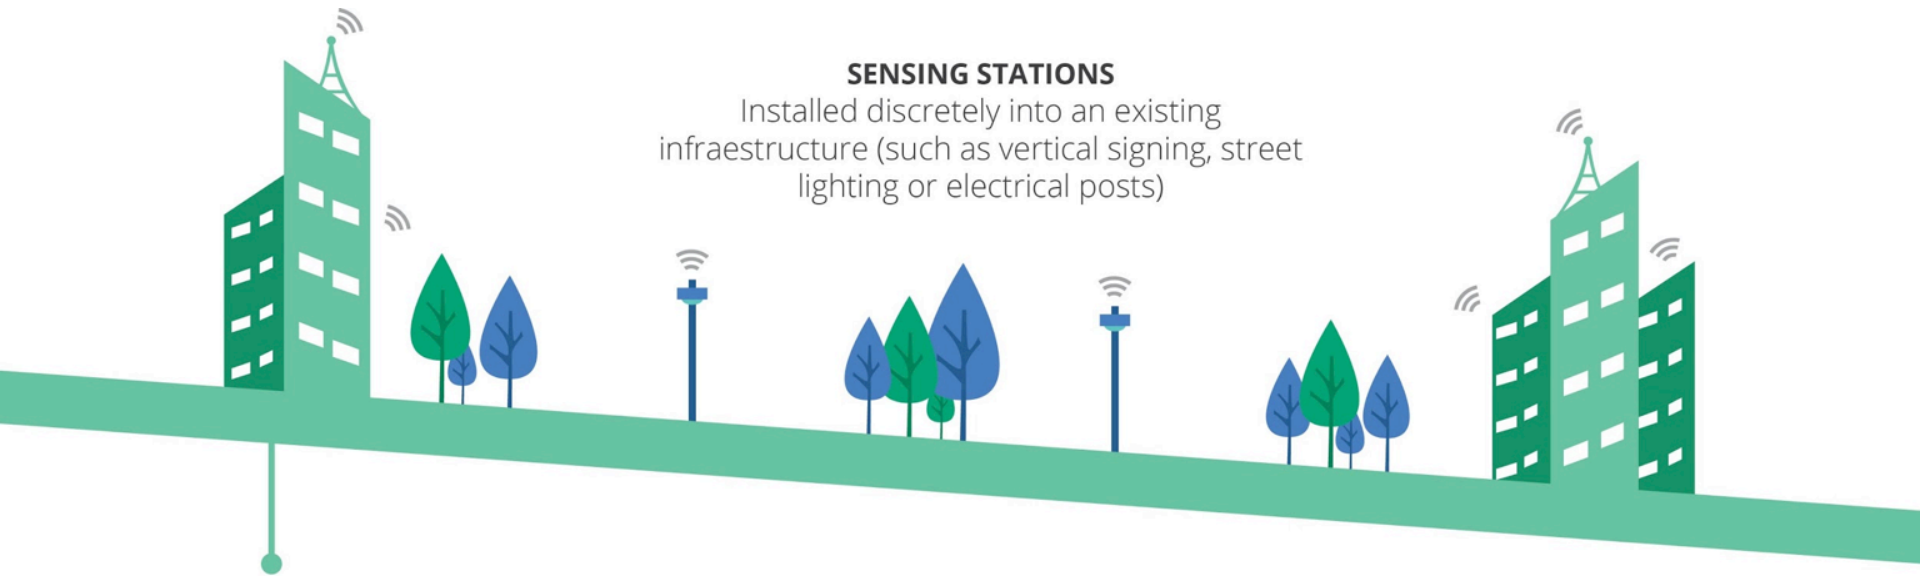 SENSING STATIONS
Installed discretely into an existing
infraestructure (such as vertical signing, street
lighting or electrical posts)